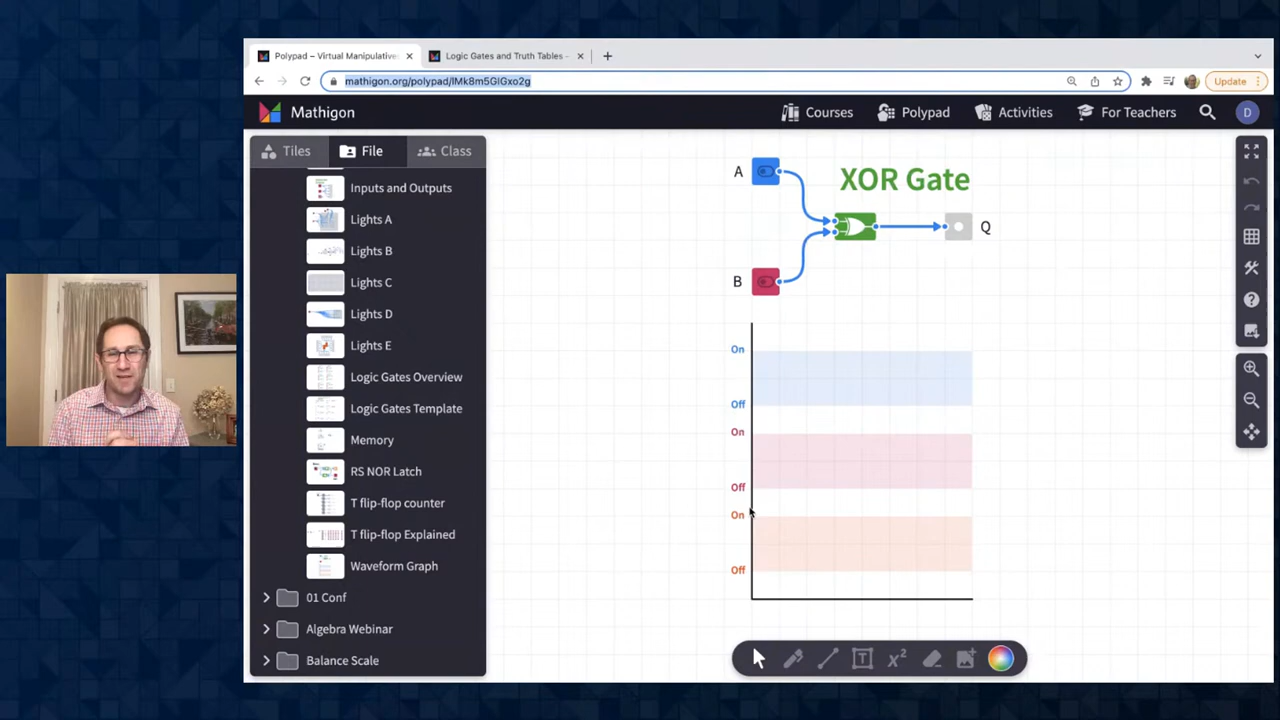 Polypad – Virtual Manipulatives
Logic Gates and Truth Tables –
mathigon.org/polypad/lMk8m5GlGxo2g
Update
Mathigon
Courses
Polypad
Activities
For Teachers
D
Tiles
File
Class
Inputs and Outputs
Lights A
Lights B
Lights C
Lights D
Lights E
Logic Gates Overview
Logic Gates Template
Memory
RS NOR Latch
T flip-flop counter
T flip-flop Explained
Waveform Graph
01 Conf
Algebra Webinar
Balance Scale
A
XOR Gate
Q
B
On
Off
On
Off
On
Off
T
x²